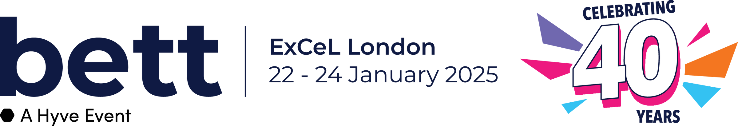 bett
A Hyve Event
ExCeL London
22 - 24 January 2025
CELEBRATING
40
YEARS